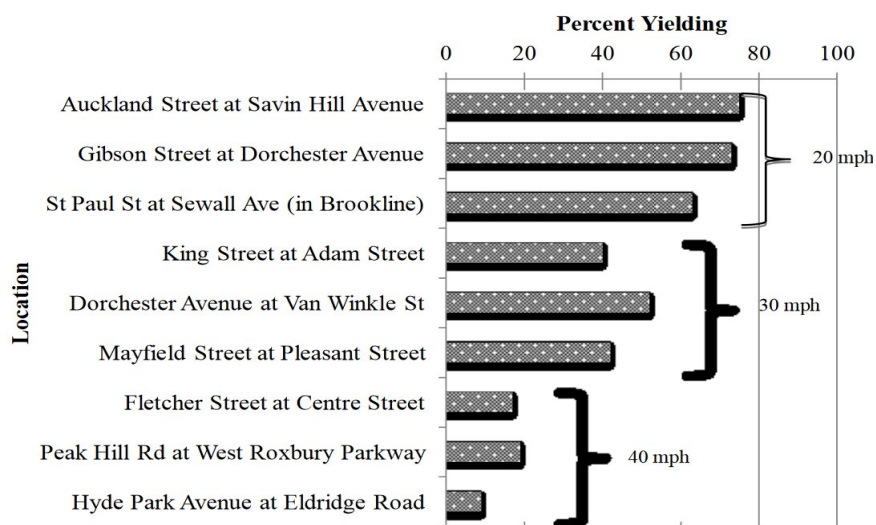 Percent Yielding
0 20 40 60 80 100
Auckland Street at Savin Hill Avenue
Gibson Street at Dorchester Avenue
20 mph
St Paul St at Sewall Ave (in Brookline)
King Street at Adam Street
Location
Dorchester Avenue at Van Winkle St
30 mph
Mayfield Street at Pleasant Street
Fletcher Street at Centre Street
Peak Hill Rd at West Roxbury Parkway
40 mph
Hyde Park Avenue at Eldridge Road